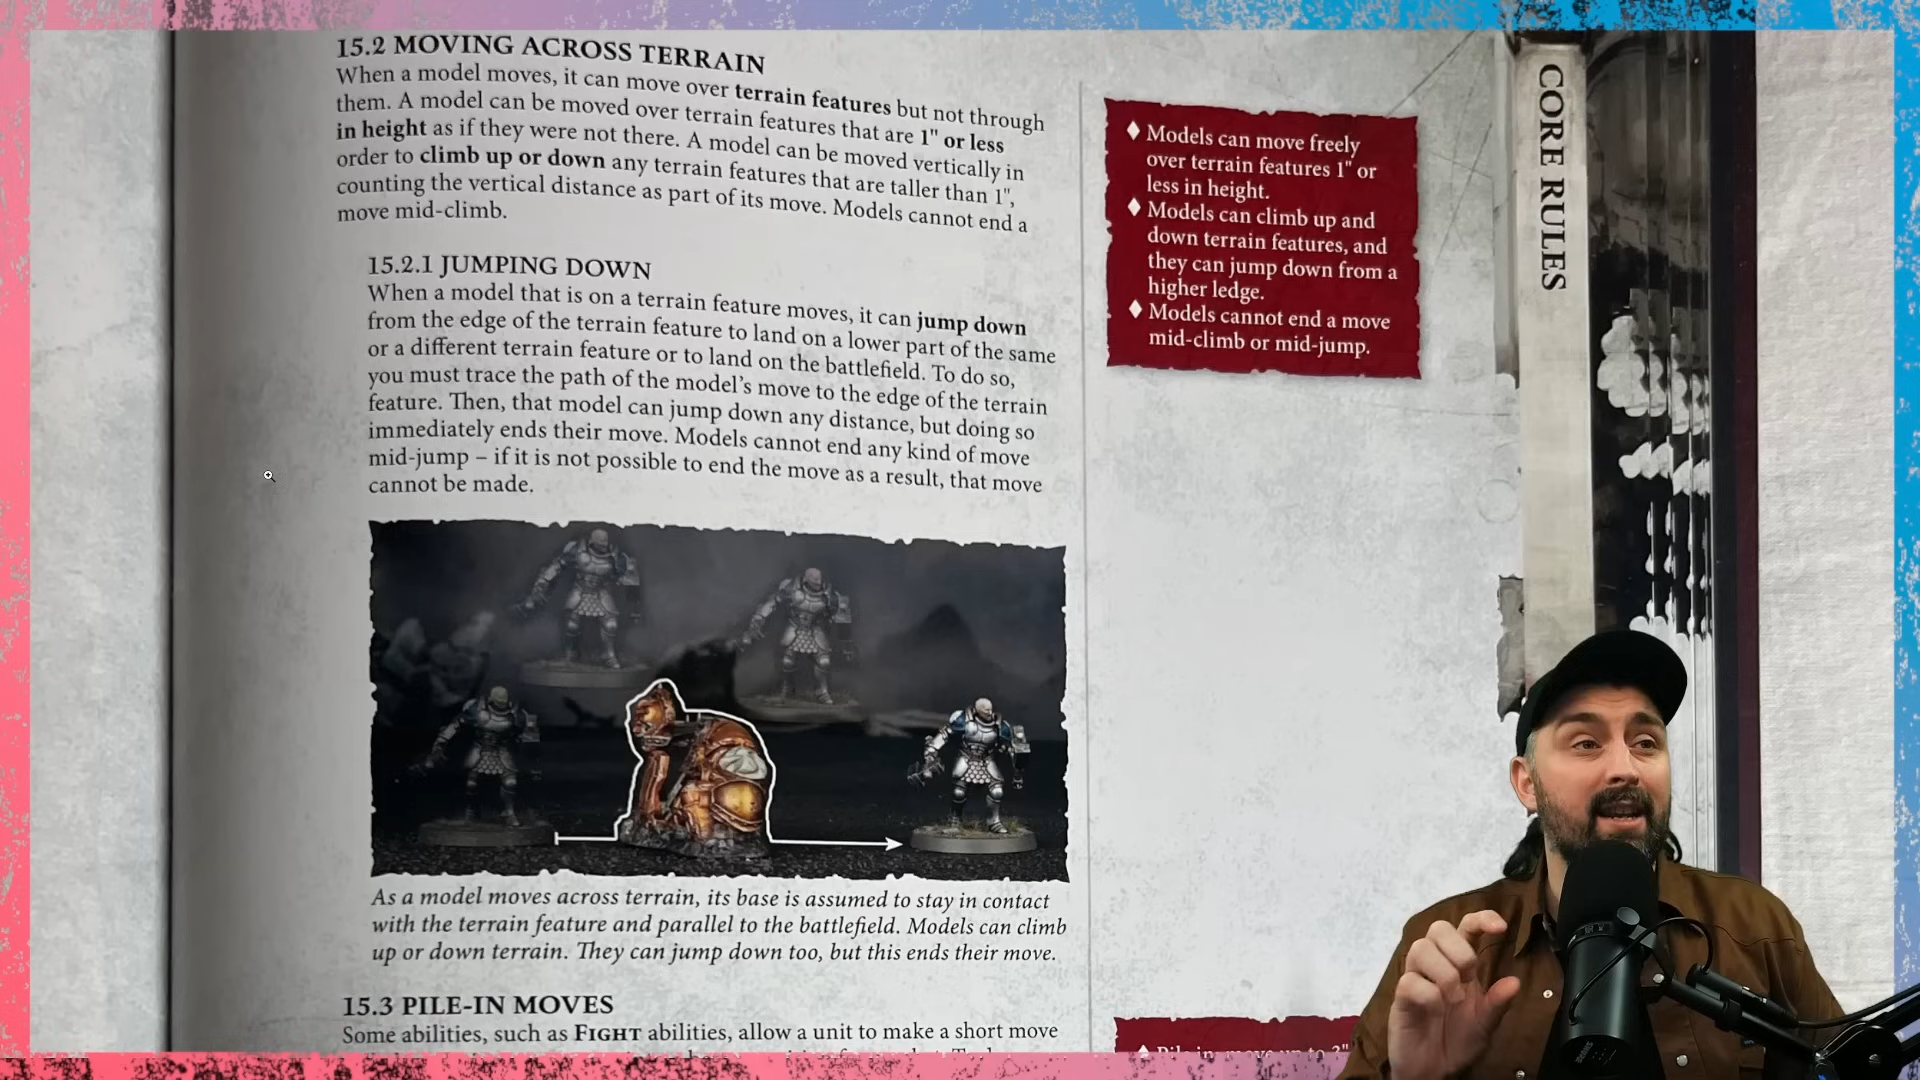 15.2 MOVING ACROSS TERRAIN
When a model moves, it can move over terrain features but not through
them. A model can be moved over terrain features that are 1" or less
in height as if they were not there. A model can be moved vertically in
order to climb up or down any terrain features that are taller than 1",
counting the vertical distance as part of its move. Models cannot end a
move mid-climb.
15.2.1 JUMPING DOWN
When a model that is on a terrain feature moves, it can jump down
from the edge of the terrain feature to land on a lower part of the same
or a different terrain feature or to land on the battlefield. To do so,
you must trace the path of the model's move to the edge of the terrain
feature. Then, that model can jump down any distance, but doing so
immediately ends their move. Models cannot end any kind of move
mid-jump – if it is not possible to end the move as a result, that move
cannot be made.
As a model moves across terrain, its base is assumed to stay in contact
with the terrain feature and parallel to the battlefield. Models can climb
up or down terrain. They can jump down too, but this ends their move.
15.3 PILE-IN MOVES
Some abilities, such as FIGHT abilities, allow a unit to make a short move
Models can move freely
over terrain features 1" or
less in height.
Models can climb up and
down terrain features, and
they can jump down from a
higher ledge.
Models cannot end a move
mid-climb or mid-jump.
CORE RULES